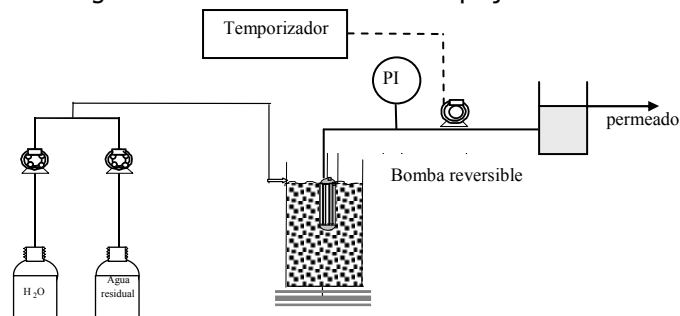 Temporizador
PI
permeado
Bomba reversible
H2O
Agua
residual